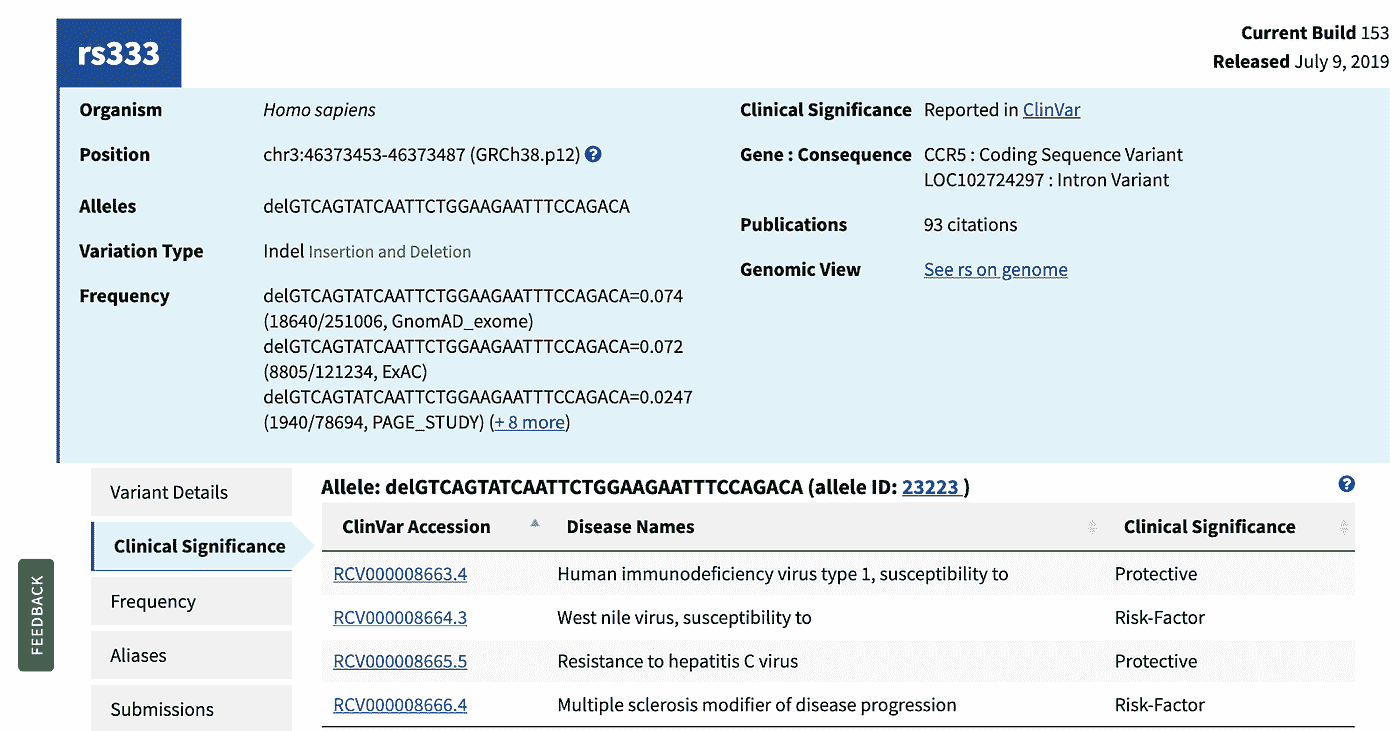 rs333
Current Build 153
Released July 9, 2019
Organism Homo sapiens
Position chr3:46373453-46373487 (GRCh38.p12) ?
Alleles delGTCAGTATCAATTCTGGAAGAATTTCCAGACA
Variation Type Indel Insertion and Deletion
Frequency delGTCAGTATCAATTCTGGAAGAATTTCCAGACA=0.074
(18640/251006, GnomAD_exome)
delGTCAGTATCAATTCTGGAAGAATTTCCAGACA=0.072
(8805/121234, ExAC)
delGTCAGTATCAATTCTGGAAGAATTTCCAGACA=0.0247
(1940/78694, PAGE_STUDY) (+ 8 more)
Clinical Significance Reported in ClinVar
Gene : Consequence CCR5 : Coding Sequence Variant
LOC102724297 : Intron Variant
Publications 93 citations
Genomic View See rs on genome
Variant Details
Clinical Significance
Frequency
Aliases
Submissions
FEEDBACK
Allele: delGTCAGTATCAATTCTGGAAGAATTTCCAGACA (allele ID: 23223 )
?
ClinVar Accession Disease Names Clinical Significance
RCV000008663.4 Human immunodeficiency virus type 1, susceptibility to Protective
RCV000008664.3 West nile virus, susceptibility to Risk-Factor
RCV000008665.5 Resistance to hepatitis C virus Protective
RCV000008666.4 Multiple sclerosis modifier of disease progression Risk-Factor